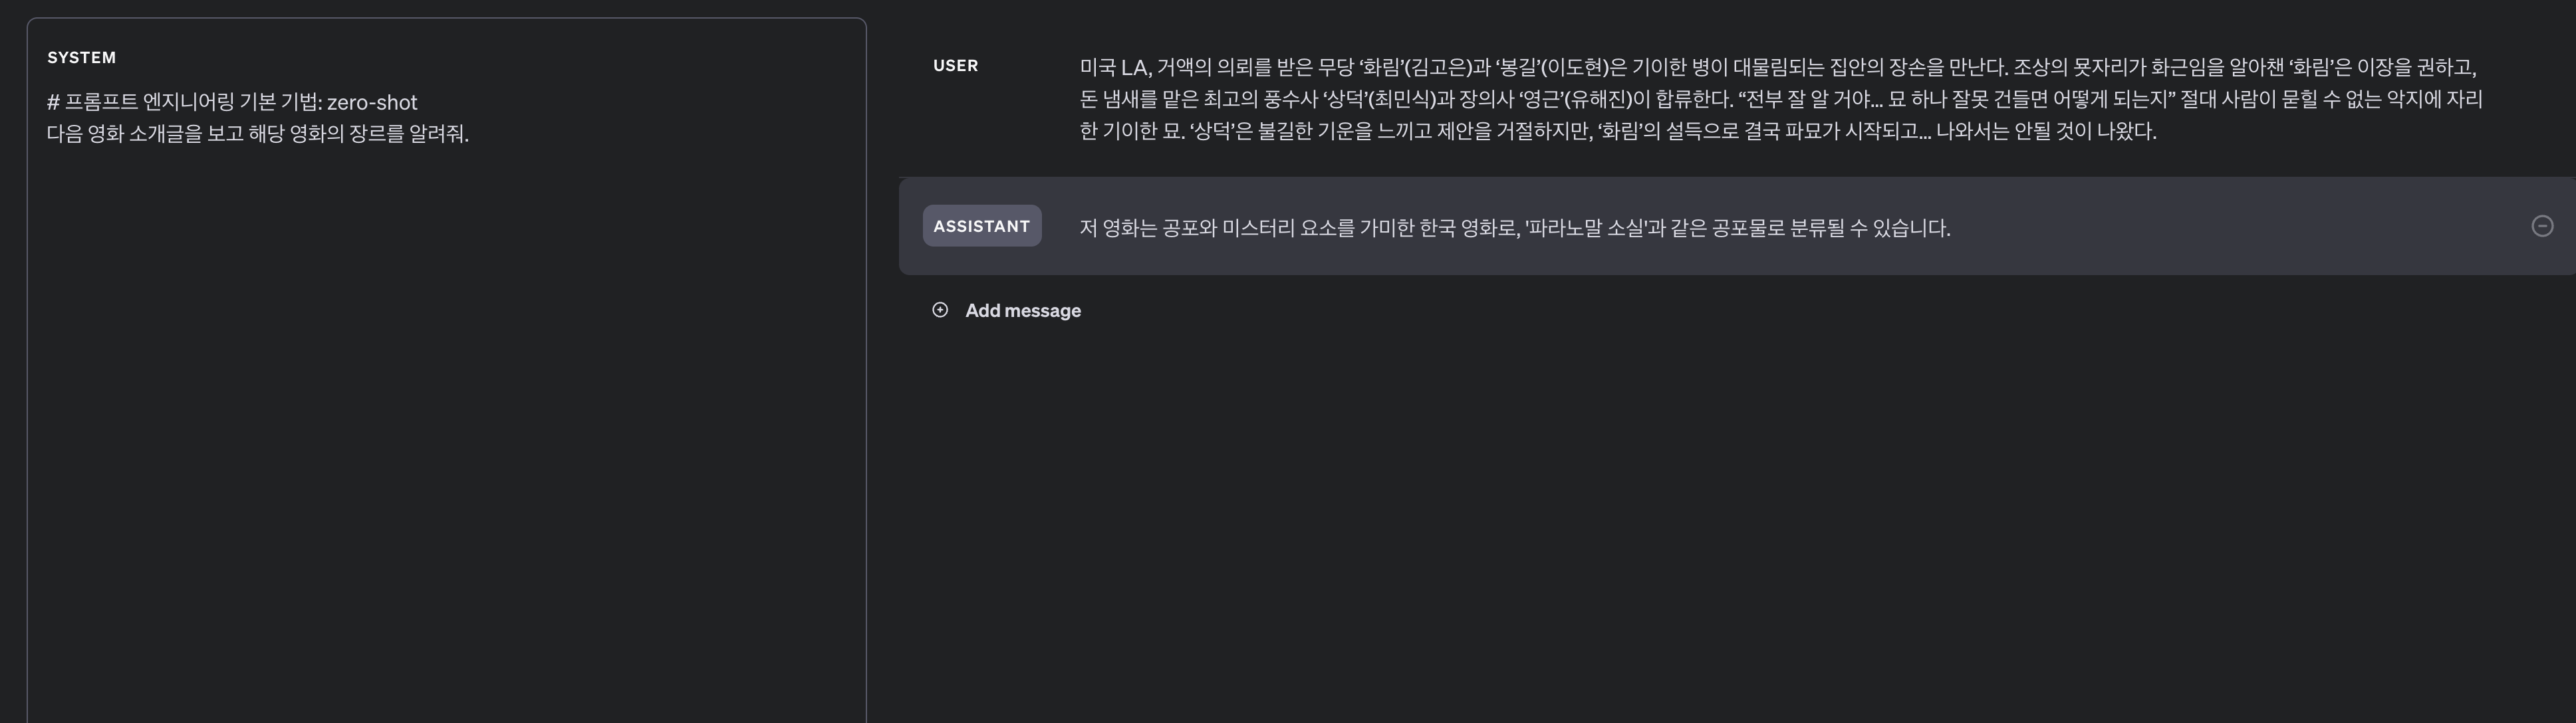 SYSTEM
# 프롬프트 엔지니어링 기본 기법: zero-shot
다음 영화 소개글을 보고 해당 영화의 장르를 알려줘.
USER
미국 LA, 거액의 의뢰를 받은 무당 ‘화림’(김고은)과 ‘봉길’(이도현)은 기이한 병이 대물림되는 집안의 장손을 만난다. 조상의 묫자리가 화근임을 알아챈 ‘화림’은 이장을 권하고,
돈 냄새를 맡은 최고의 풍수사 ‘상덕’(최민식)과 장의사 ‘영근’(유해진)이 합류한다. “전부 잘 알 거야... 묘 하나 잘못 건들면 어떻게 되는지” 절대 사람이 묻힐 수 없는 악지에 자리
한 기이한 묘. ‘상덕’은 불길한 기운을 느끼고 제안을 거절하지만, ‘화림’의 설득으로 결국 파묘가 시작되고... 나와서는 안될 것이 나왔다.
ASSISTANT
저 영화는 공포와 미스터리 요소를 가미한 한국 영화로, '파라노말 소실'과 같은 공포물로 분류될 수 있습니다.
Add message